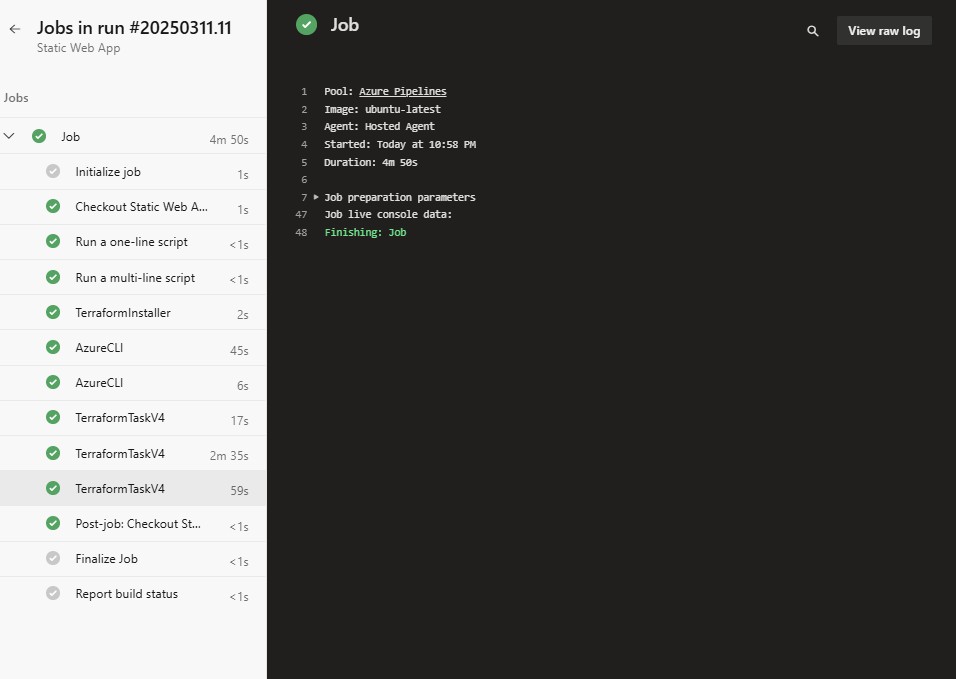 Jobs in run #20250311.11
Static Web App
Jobs
Job 4m 50s
Initialize job 1s
Checkout Static Web A... 1s
Run a one-line script <1s
Run a multi-line script <1s
TerraformInstaller 2s
AzureCLI 45s
AzureCLI 6s
TerraformTaskV4 17s
TerraformTaskV4 2m 35s
TerraformTaskV4 59s
Post-job: Checkout St... <1s
Finalize Job <1s
Report build status <1s
Job
View raw log
1 Pool: Azure Pipelines
2 Image: ubuntu-latest
3 Agent: Hosted Agent
4 Started: Today at 10:58 PM
5 Duration: 4m 50s
6
7 Job preparation parameters
47 Job live console data:
48 Finishing: Job